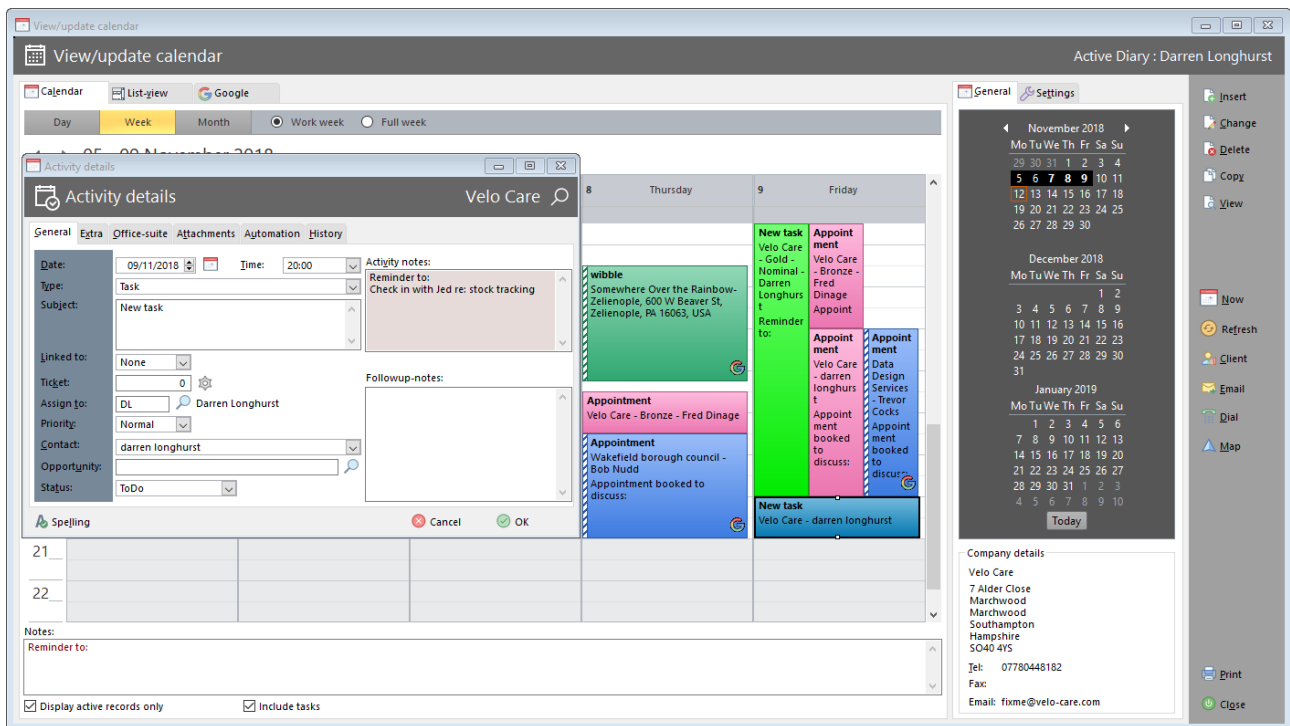 View/update calendar
View/update calendar
Active Diary : Darren Longhurst
Calendar
List-view
Google
Day
Week
Month
Work week
Full week
Activity details
Activity details
Velo Care
General
Extra
Office-suite
Attachments
Automation
History
Date:
09/11/2018
Time:
20:00
Type:
Task
Subject:
New task
Linked to:
None
Ticket:
0
Assign to:
DL
Darren Longhurst
Priority:
Normal
Contact:
darren longhurst
Opportunity:
Status:
ToDo
Activity notes:
Reminder to:
Check in with Jed re: stock tracking
Followup-notes:
Spelling
Cancel
OK
8
Thursday
9
Friday
wibble
Somewhere Over the Rainbow-
Zelienople, 600 W Beaver St,
Zelienople, PA 16063, USA
Appointment
Velo Care - Bronze - Fred Dinage
Appointment
Wakefield borough council -
Bob Nudd
Appointment booked to
discuss:
New task
Velo Care
- Gold -
Nominal -
Darren
Longhurs
t
Reminder
to:
Appoint
ment
Velo Care
- Bronze -
Fred
Dinage
Appoint
Appoint
ment
Velo Care
- darren
longhurs
t
Appoint
ment
booked
to
discuss:
Appoint
ment
Data
Design
Services
- Trevor
Cocks
Appoint
ment
booked
to
New task
Velo Care - darren longhurst
21
22
Notes:
Reminder to:
Display active records only
Include tasks
General
Settings
November 2018
Mo Tu We Th Fr Sa Su
29 30 31 1 2 3 4
5 6 7 8 9 10 11
12 13 14 15 16 17 18
19 20 21 22 23 24 25
26 27 28 29 30
December 2018
Mo Tu We Th Fr Sa Su
1 2
3 4 5 6 7 8 9
10 11 12 13 14 15 16
17 18 19 20 21 22 23
24 25 26 27 28 29 30
31
January 2019
Mo Tu We Th Fr Sa Su
1 2 3 4 5 6
7 8 9 10 11 12 13
14 15 16 17 18 19 20
21 22 23 24 25 26 27
28 29 30 31 1 2 3
4 5 6 7 8 9 10
Today
Company details
Velo Care
7 Alder Close
Marchwood
Marchwood
Southampton
Hampshire
SO40 4YS
Tel: 07780448182
Fax:
Email: fixme@velo-care.com
Insert
Change
Delete
Copy
View
Now
Refresh
Client
Email
Dial
Map
Print
Close